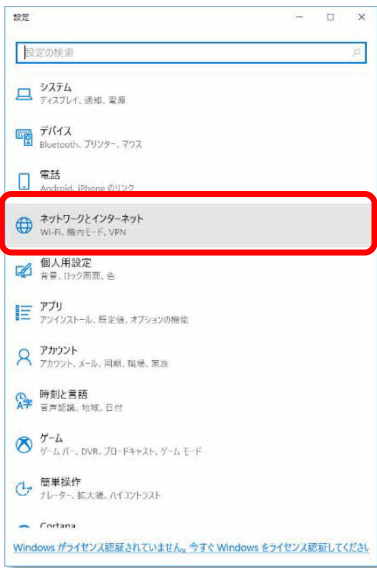 設定
設定の検索
システム
ディスプレイ、通知、電源
デバイス
Bluetooth、プリンター、マウス
電話
Android、iPhone のリンク
ネットワークとインターネット
Wi-Fi、機内モード、VPN
個人用設定
背景、ロック画面、色
アプリ
アンインストール、既定値、オプションの機能
アカウント
アカウント、メール、同期、職場、家族
時刻と言語
音声認識、地域、日付
ゲーム
ゲーム バー、DVR、ブロードキャスト、ゲーム モード
簡単操作
ナレーター、拡大鏡、ハイコントラスト
Cortana
Windows がライセンス認証されていません。今すぐ Windows をライセンス認証してくださ